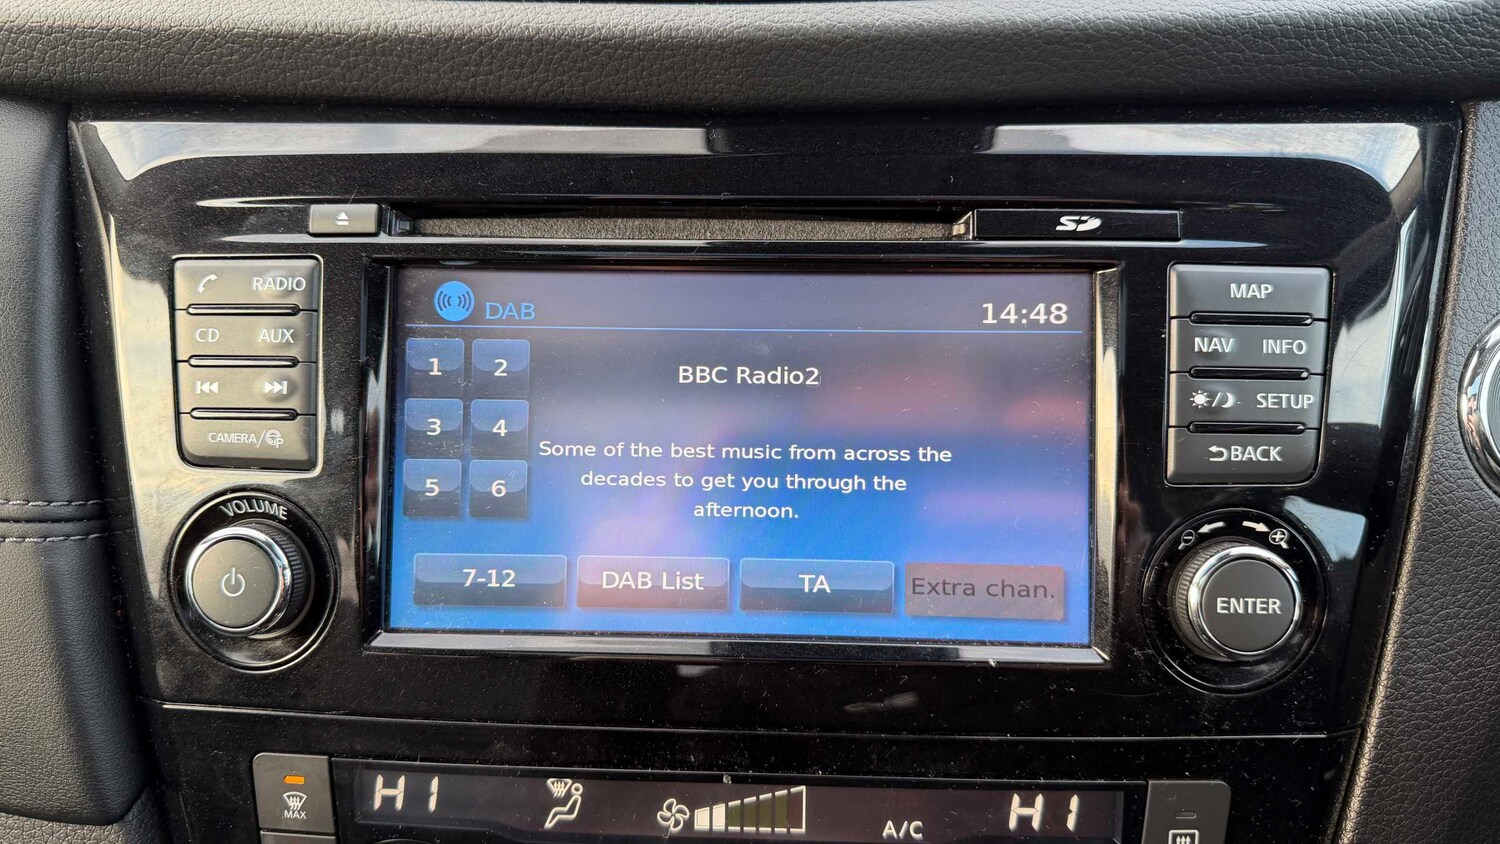 SD
RADIO
CD AUX
CAMERA/
VOLUME
DAB
14:48
1 2
3 4
5 6
BBC Radio2
Some of the best music from across the
decades to get you through the
afternoon.
7-12
DAB List
TA
Extra chan.
MAP
NAV INFO
SETUP
BACK
ENTER
MAX
HI
A/C
HI